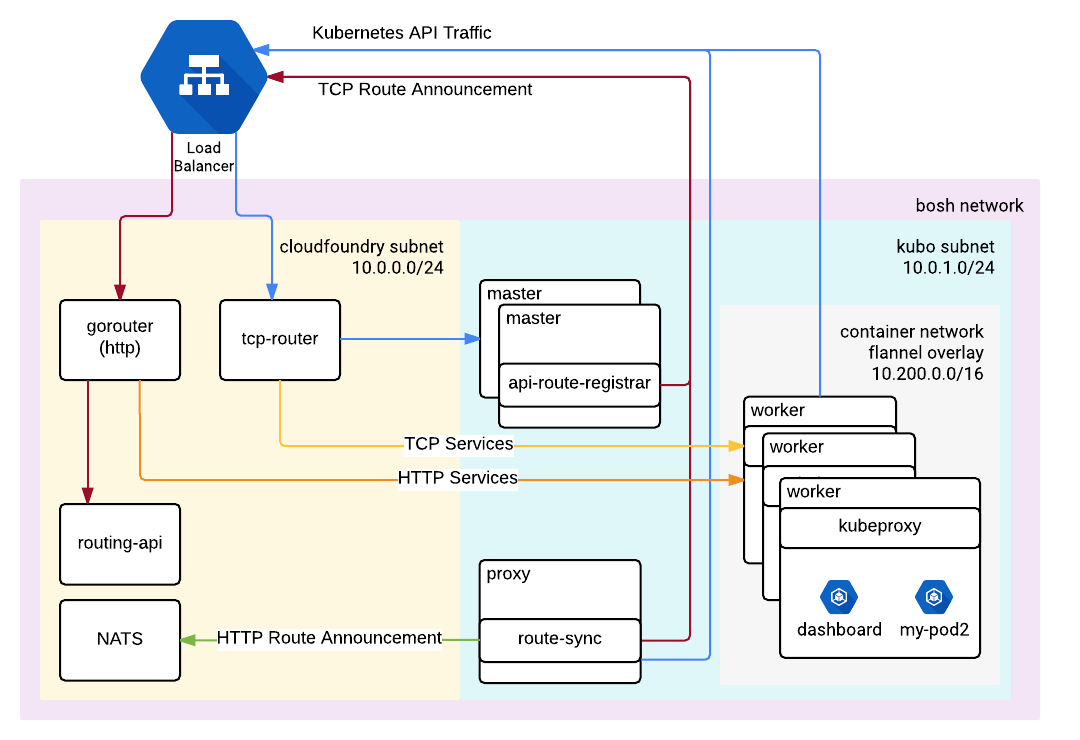 Kubernetes API Traffic
TCP Route Announcement
Load
Balancer
bosh network
cloudfoundry subnet
10.0.0.0/24
kubo subnet
10.0.1.0/24
gorouter
(http)
tcp-router
master
master
api-route-registrar
container network
flannel overlay
10.200.0.0/16
worker
worker
worker
kubeproxy
dashboard
my-pod2
TCP Services
HTTP Services
routing-api
NATS
HTTP Route Announcement
proxy
route-sync